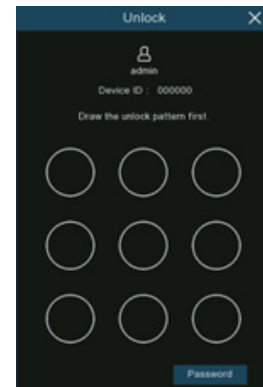 Unlock
admin
Device ID : 000000
Draw the unlock pattern first.
Password